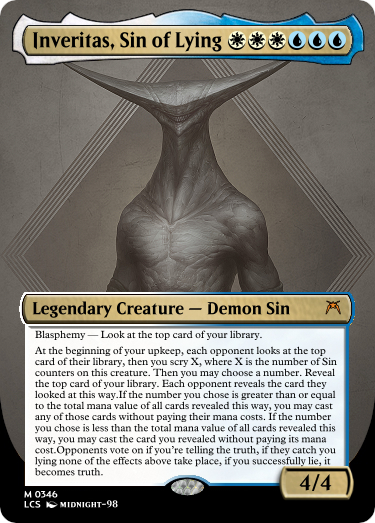 Inveritas, Sin of Lying
Legendary Creature — Demon Sin
Blasphemy — Look at the top card of your library.
At the beginning of your upkeep, each opponent looks at the top
card of their library, then you scry X, where X is the number of Sin
counters on this creature. Then you may choose a number. Reveal
the top card of your library. Each opponent reveals the card they
looked at this way.If the number you chose is greater than or equal
to the total mana value of all cards revealed this way, you may cast
any of those cards without paying their mana costs. If the number
you chose is less than the total mana value of all cards revealed this
way, you may cast the card you revealed without paying its mana
cost.Opponents vote on if you're telling the truth, if they catch you
lying none of the effects above take place, if you successfully lie, it
becomes truth.
4/4
M 0346
LCS MIDNIGHT-98